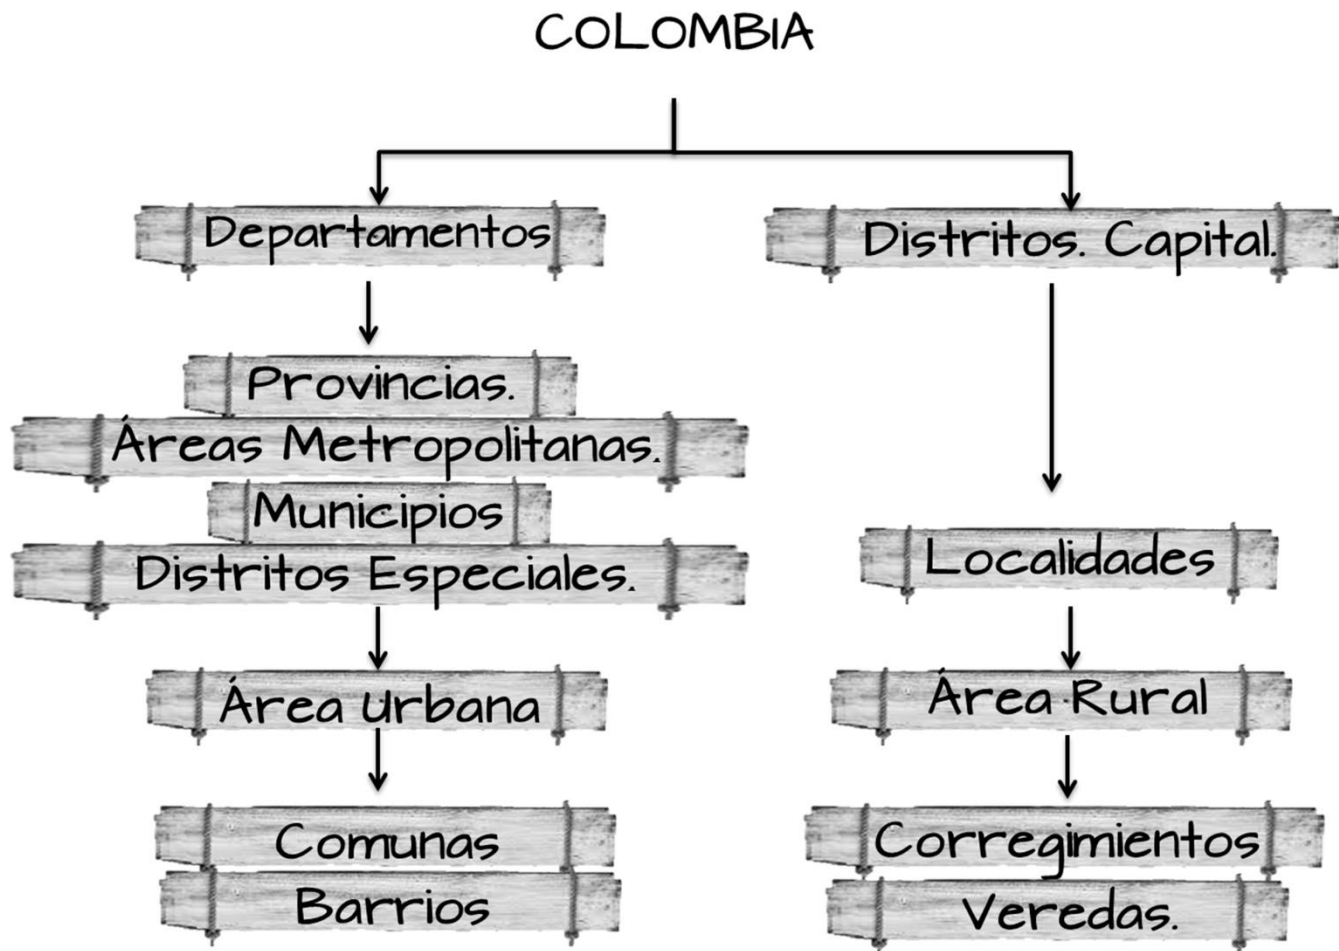 COLOMBIA
Departamentos
Distritos. Capital.
Provincias.
Áreas Metropolitanas.
Municipios
Distritos Especiales.
Localidades
Área Urbana
Área Rural
Comunas
Corregimientos
Barrios
Veredas.